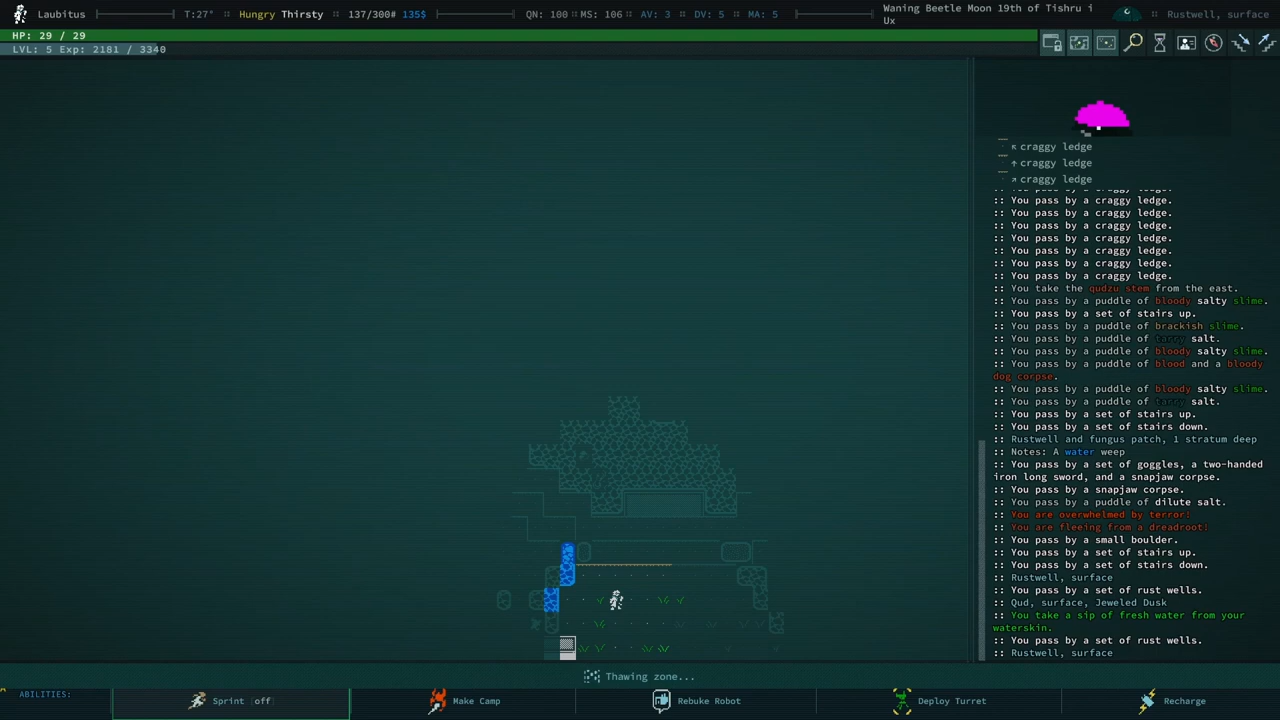 Laubitus T:27° Hungry Thirsty 137/300# 135$ QN: 100 MS: 106 AV: 3 DV: 5 MA: 5 Waning Beetle Moon 19th of Tishru i Ux Rustwell, surface
HP: 29 / 29
LVL: 5 Exp: 2181 / 3340
craggy ledge
craggy ledge
craggy ledge
:: You pass by a craggy ledge.
:: You pass by a craggy ledge.
:: You pass by a craggy ledge.
:: You pass by a craggy ledge.
:: You pass by a craggy ledge.
:: You pass by a craggy ledge.
:: You pass by a craggy ledge.
:: You pass by a craggy ledge.
:: You take the qudzu stem from the east.
:: You pass by a puddle of bloody salty slime.
:: You pass by a set of stairs up.
:: You pass by a puddle of brackish slime.
:: You pass by a puddle of tarry salt.
:: You pass by a puddle of bloody salty slime.
:: You pass by a puddle of blood and a bloody
dog corpse.
:: You pass by a puddle of bloody salty slime.
:: You pass by a puddle of tarry salt.
:: You pass by a set of stairs up.
:: You pass by a set of stairs down.
:: Rustwell and fungus patch, 1 stratum deep
:: Notes: A water weep
:: You pass by a set of goggles, a two-handed
iron long sword, and a snapjaw corpse.
:: You pass by a snapjaw corpse.
:: You pass by a puddle of dilute salt.
:: You are overwhelmed by terror!
:: You are fleeing from a dreadroot!
:: You pass by a small boulder.
:: You pass by a set of stairs up.
:: You pass by a set of stairs down.
:: Rustwell, surface
:: You pass by a set of rust wells.
:: Qud, surface, Jeweled Dusk
:: You take a sip of fresh water from your
waterskin.
:: You pass by a set of rust wells.
:: Rustwell, surface
Thawing zone...
ABILITIES: Sprint [off] Make Camp Rebuke Robot Deploy Turret Recharge